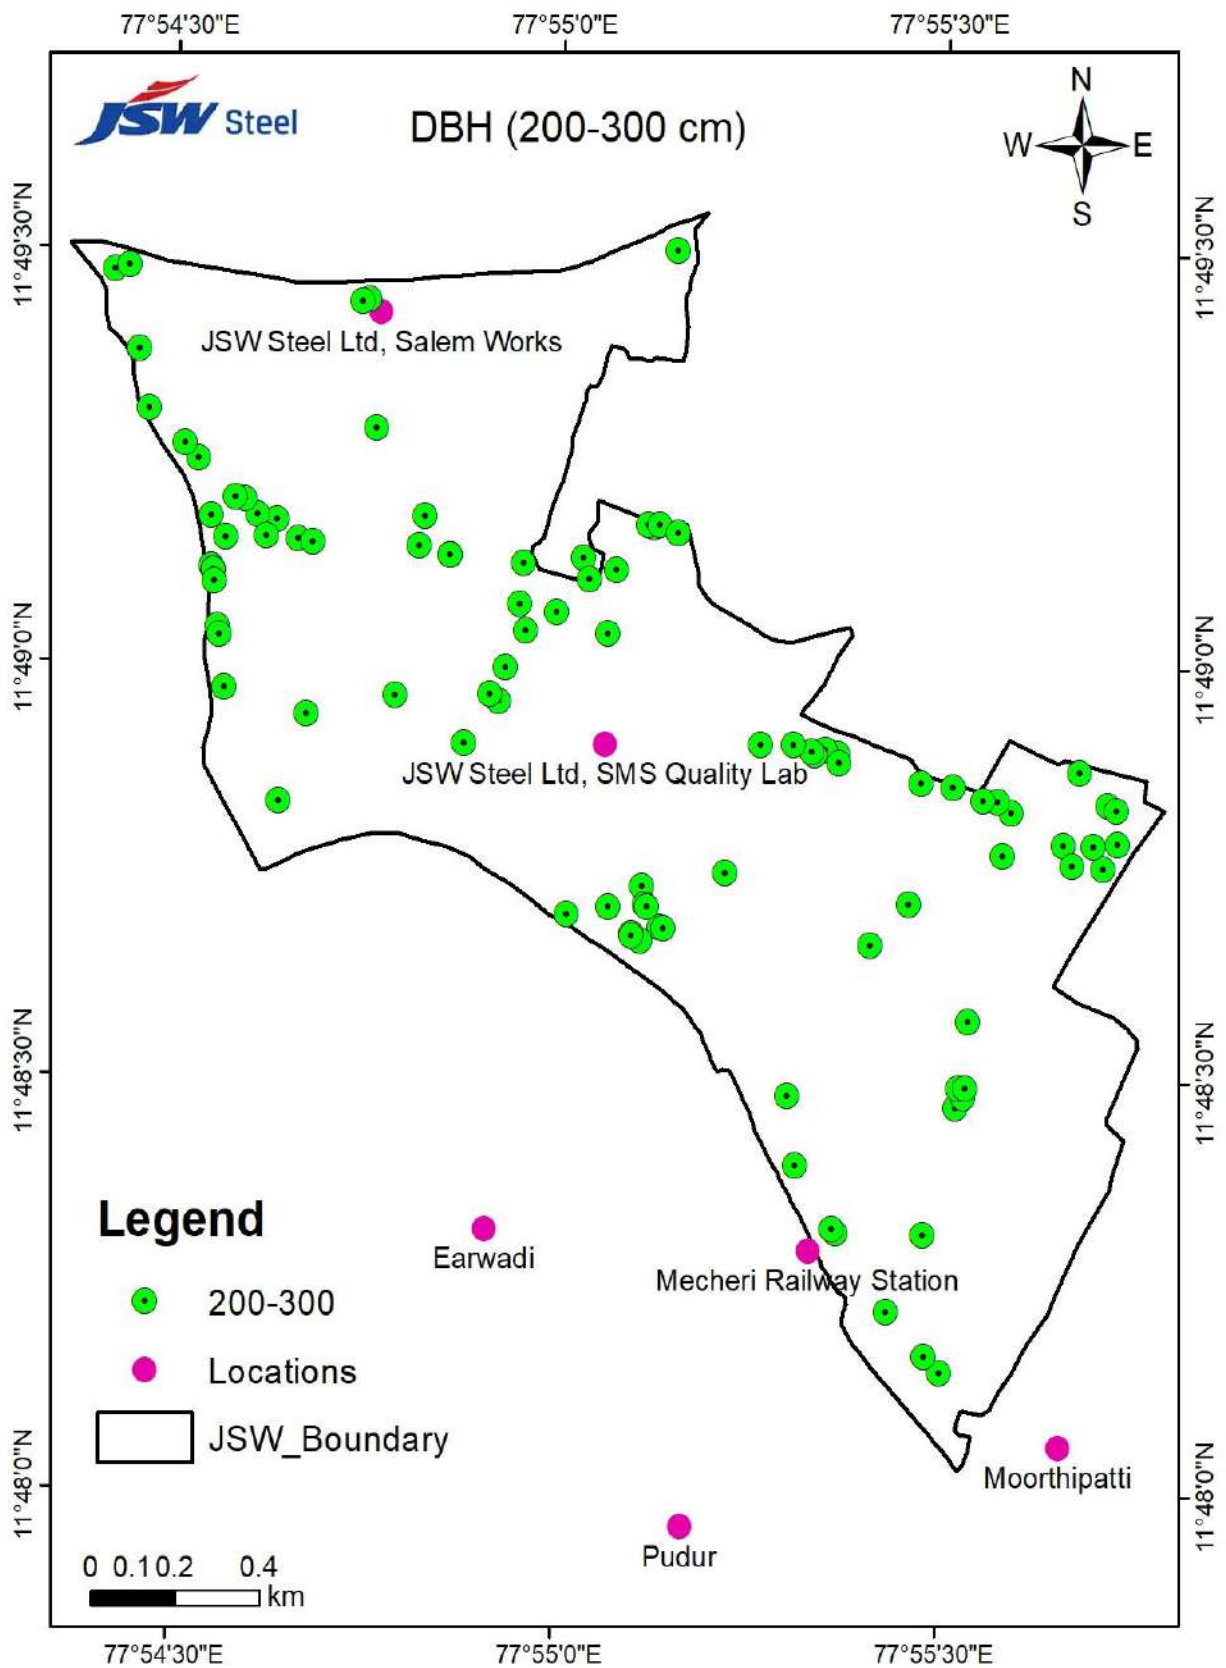 77°54'30"E 77°55'0"E 77°55'30"E
JSW Steel
DBH (200-300 cm)
N
W E
S
11°49'30"N
11°49'30"N
JSW Steel Ltd, Salem Works
11°49'0"N
11°49'0"N
JSW Steel Ltd, SMS Quality Lab
11°48'30"N
11°48'30"N
Legend
200-300
Locations
JSW_Boundary
Earwadi
Mecheri Railway Station
Moorthipatti
Pudur
11°48'0"N
11°48'0"N
0 0.1 0.2 0.4
km
77°54'30"E 77°55'0"E 77°55'30"E